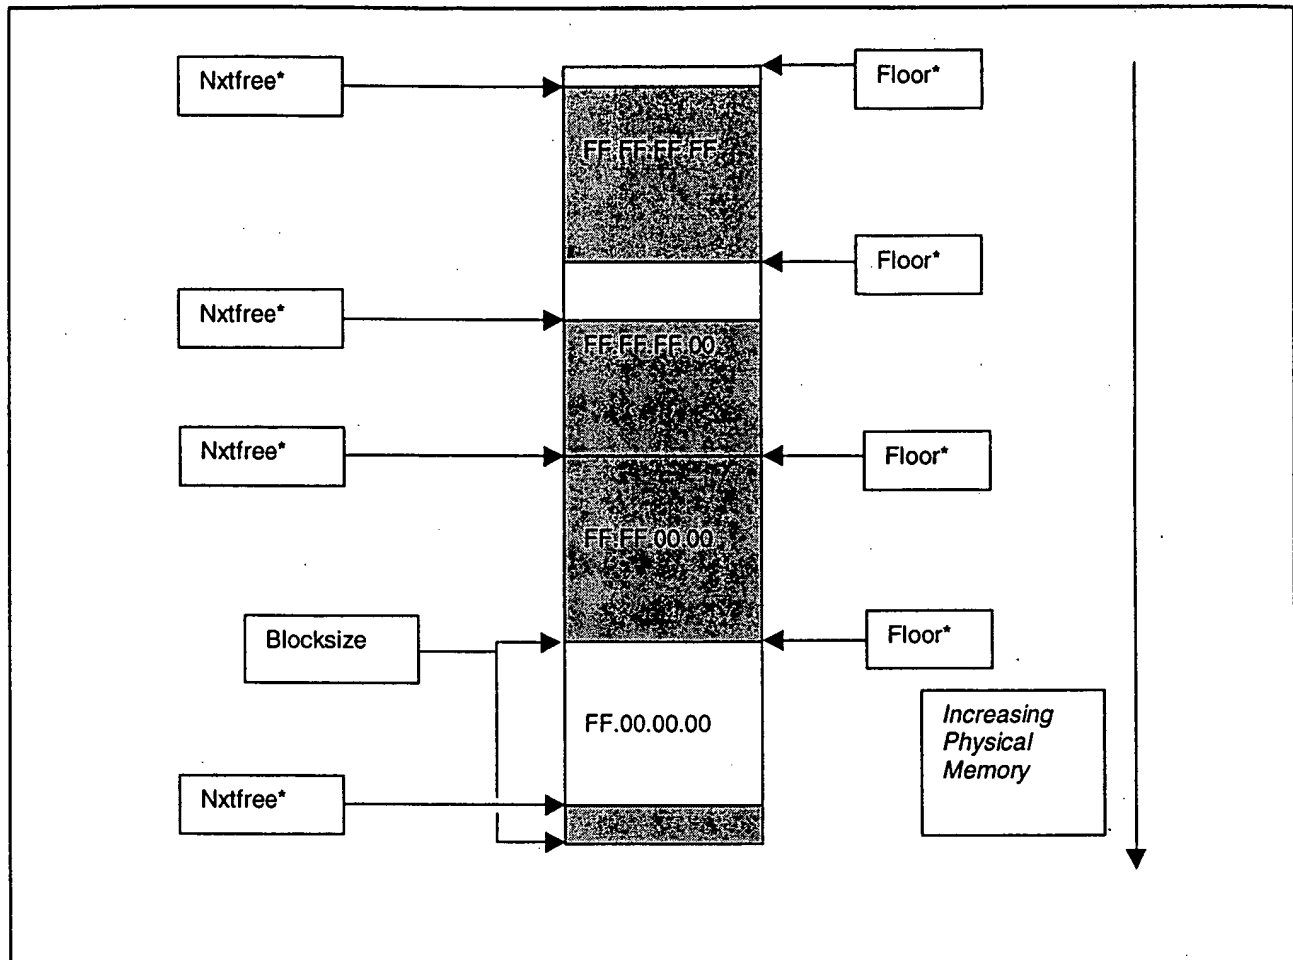 Nxtfree*
Floor*
FF.FF.FF.FF
Floor*
Nxtfree*
FF.FF.FF.00
Nxtfree*
Floor*
FF.FF.00.00
Blocksize
Floor*
FF.00.00.00
Increasing
Physical
Memory
Nxtfree*